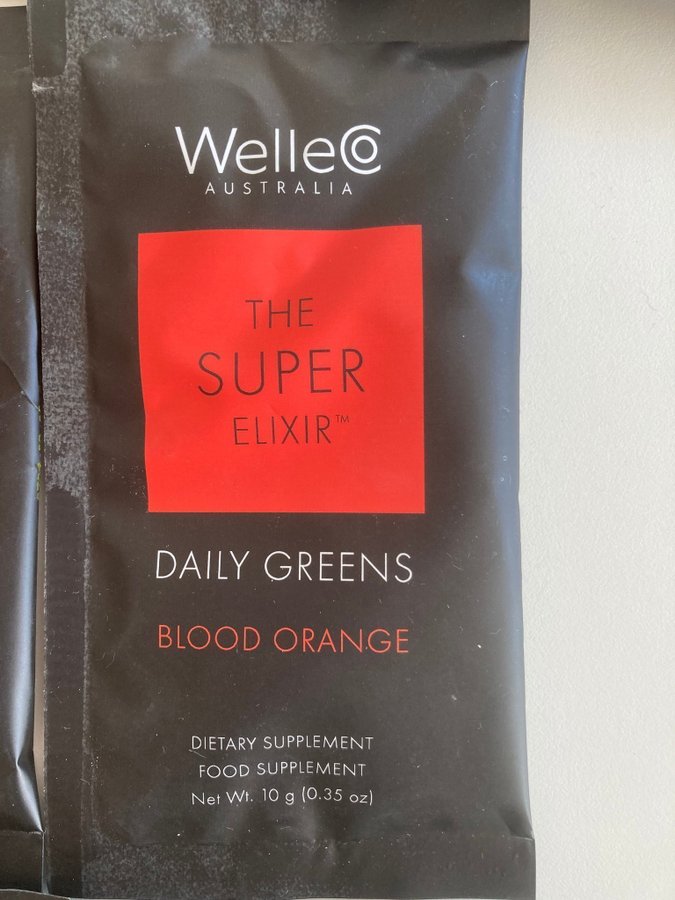 WelleCo
AUSTRALIA
THE
SUPER
ELIXIR™
DAILY GREENS
BLOOD ORANGE
DIETARY SUPPLEMENT
FOOD SUPPLEMENT
Net Wt. 10 g (0.35 oz)